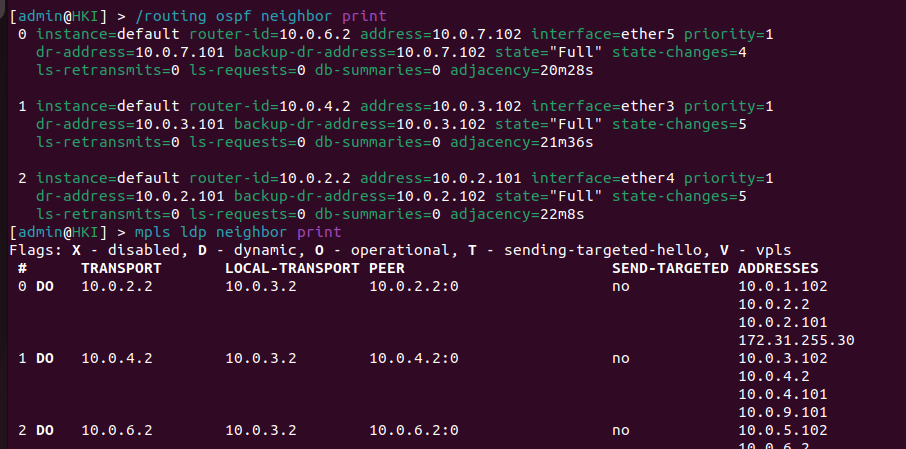 [admin@HKI] > /routing ospf neighbor print
0 instance=default router-id=10.0.6.2 address=10.0.7.102 interface=ether5 priority=1
dr-address=10.0.7.101 backup-dr-address=10.0.7.102 state="Full" state-changes=4
ls-retransmits=0 ls-requests=0 db-summaries=0 adjacency=20m28s
1 instance=default router-id=10.0.4.2 address=10.0.3.102 interface=ether3 priority=1
dr-address=10.0.3.101 backup-dr-address=10.0.3.102 state="Full" state-changes=5
ls-retransmits=0 ls-requests=0 db-summaries=0 adjacency=21m36s
2 instance=default router-id=10.0.2.2 address=10.0.2.101 interface=ether4 priority=1
dr-address=10.0.2.101 backup-dr-address=10.0.2.102 state="Full" state-changes=5
ls-retransmits=0 ls-requests=0 db-summaries=0 adjacency=22m8s
[admin@HKI] > mpls ldp neighbor print
Flags: X - disabled, D - dynamic, O - operational, T - sending-targeted-hello, V - vpls
# TRANSPORT LOCAL-TRANSPORT PEER SEND-TARGETED ADDRESSES
0 DO 10.0.2.2 10.0.3.2 10.0.2.2:0 no 10.0.1.102
10.0.2.2
10.0.2.101
172.31.255.30
1 DO 10.0.4.2 10.0.3.2 10.0.4.2:0 no 10.0.3.102
10.0.4.2
10.0.4.101
10.0.9.101
2 DO 10.0.6.2 10.0.3.2 10.0.6.2:0 no 10.0.5.102
10.0.6.2